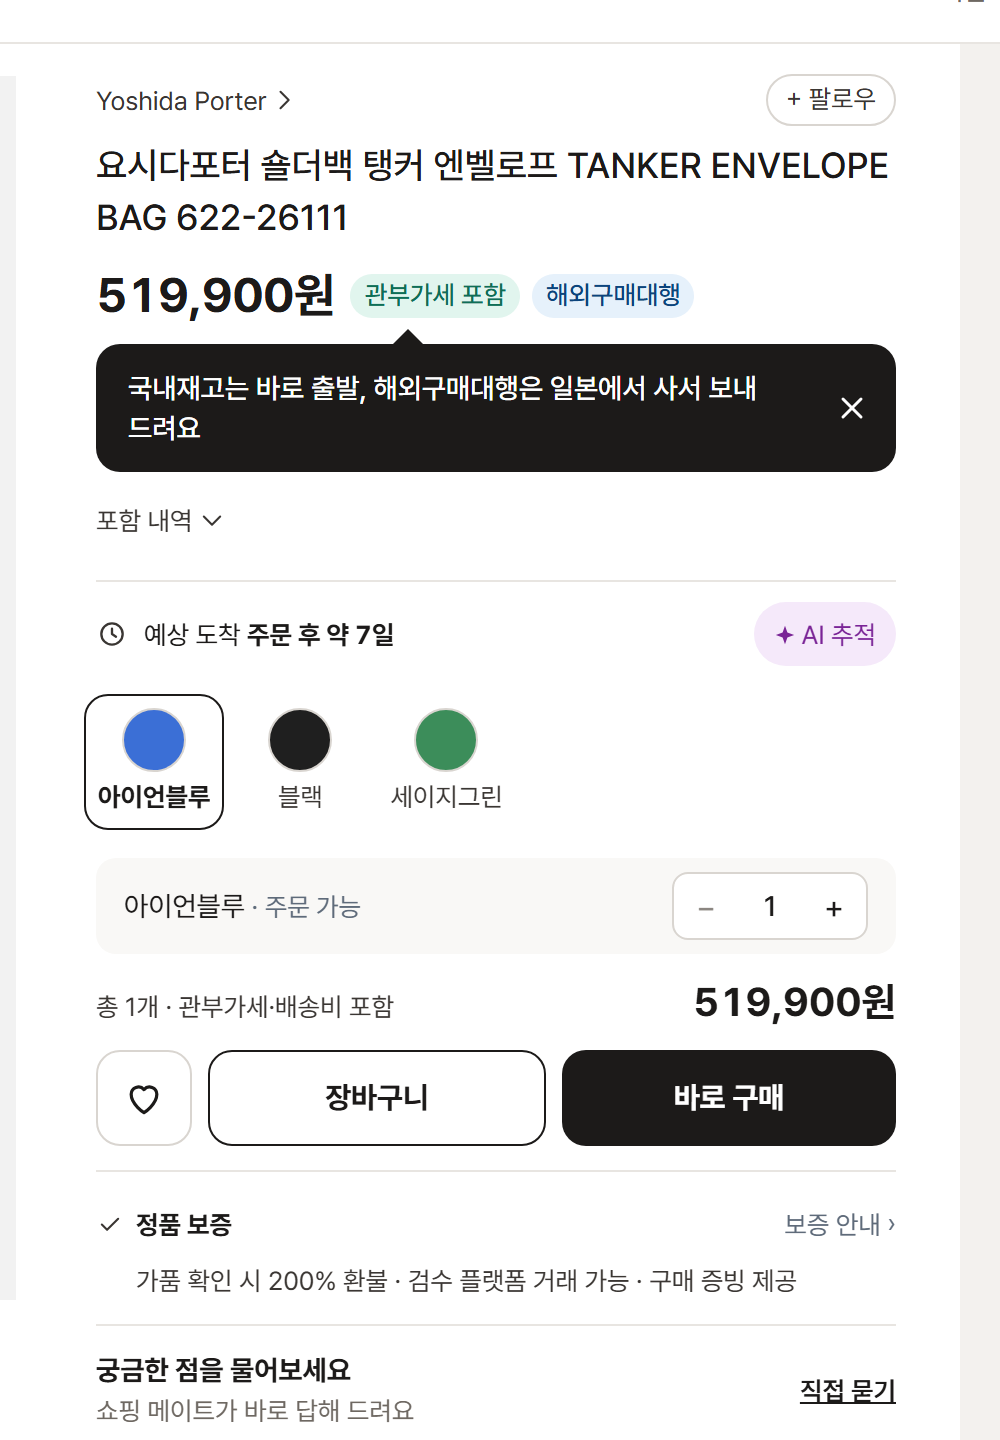 Yoshida Porter
+ 팔로우
요시다포터 숄더백 탱커 엔벨로프 TANKER ENVELOPE
BAG 622-26111
519,900원 관부가세 포함 해외구매대행
국내재고는 바로 출발, 해외구매대행은 일본에서 사서 보내
드려요
포함 내역
예상 도착 주문 후 약 7일
AI 추적
아이언블루
블랙
세이지그린
아이언블루 · 주문 가능
− 1 +
총 1개 · 관부가세·배송비 포함
519,900원
장바구니
바로 구매
정품 보증
보증 안내 ›
가품 확인 시 200% 환불 · 검수 플랫폼 거래 가능 · 구매 증빙 제공
궁금한 점을 물어보세요
쇼핑 메이트가 바로 답해 드려요
직접 묻기